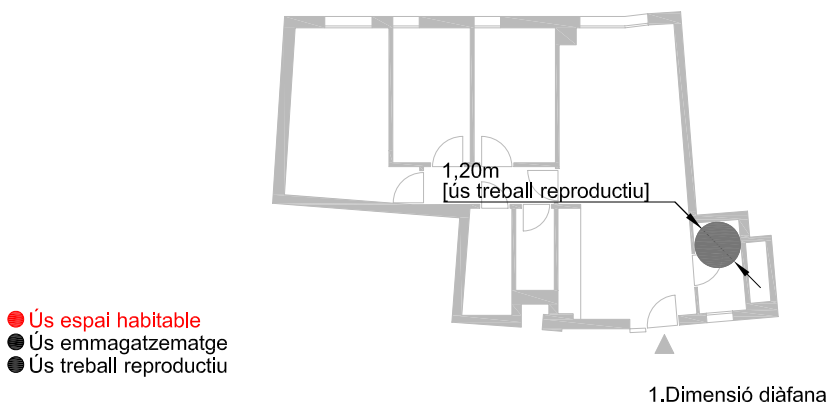 1,20m
[ús treball reproductiu]
Ús espai habitable
Ús emmagatzematge
Ús treball reproductiu
1.Dimensió diàfana